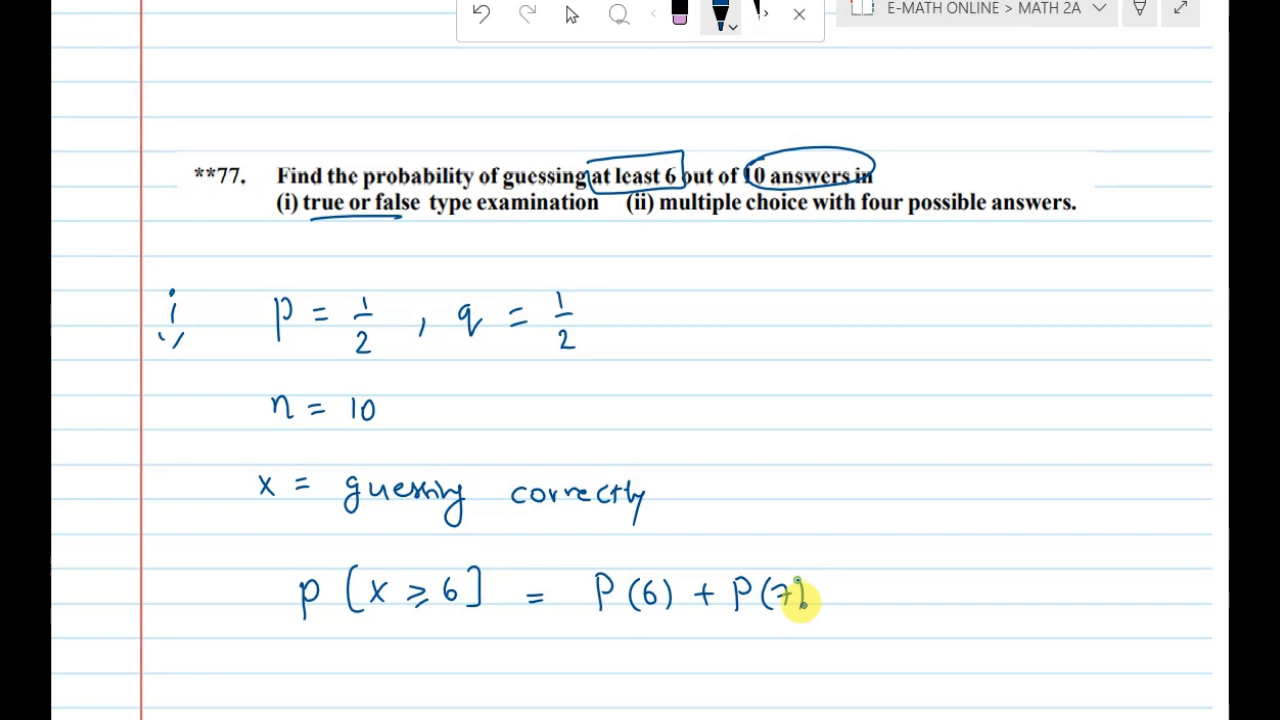 E-MATH ONLINE > MATH 2A
**77. Find the probability of guessing at least 6 out of 10 answers in
(i) true or false type examination (ii) multiple choice with four possible answers.
i p = 1/2 , q = 1/2
n = 10
x = guessing correctly
P [x ≥ 6] = P(6) + P(7)